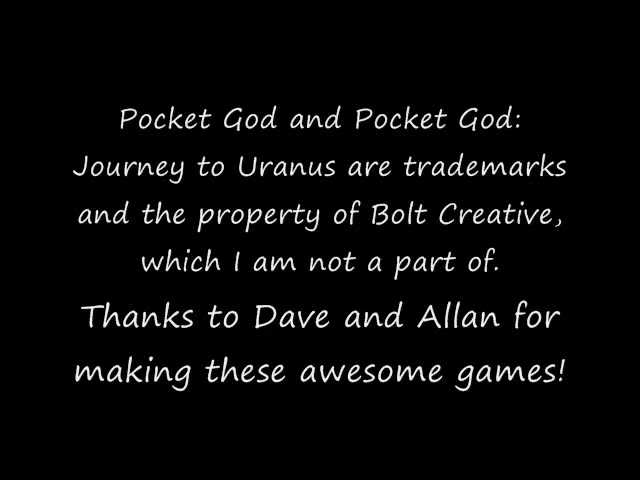 Pocket God and Pocket God:
Journey to Uranus are trademarks
and the property of Bolt Creative,
which I am not a part of.
Thanks to Dave and Allan for
making these awesome games!